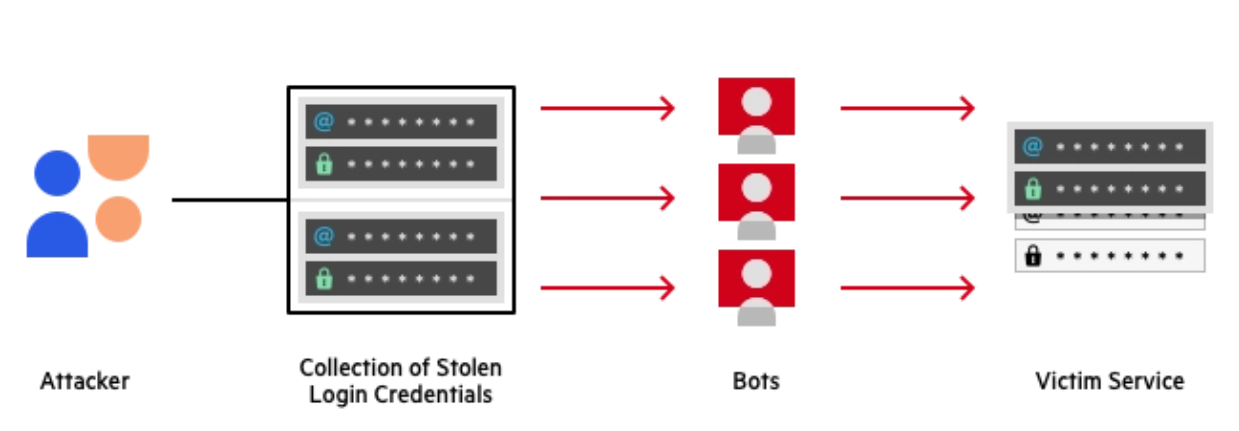 @ ********
********
@ ********
********
@ ********
********
@
********
Attacker
Collection of Stolen
Login Credentials
Bots
Victim Service